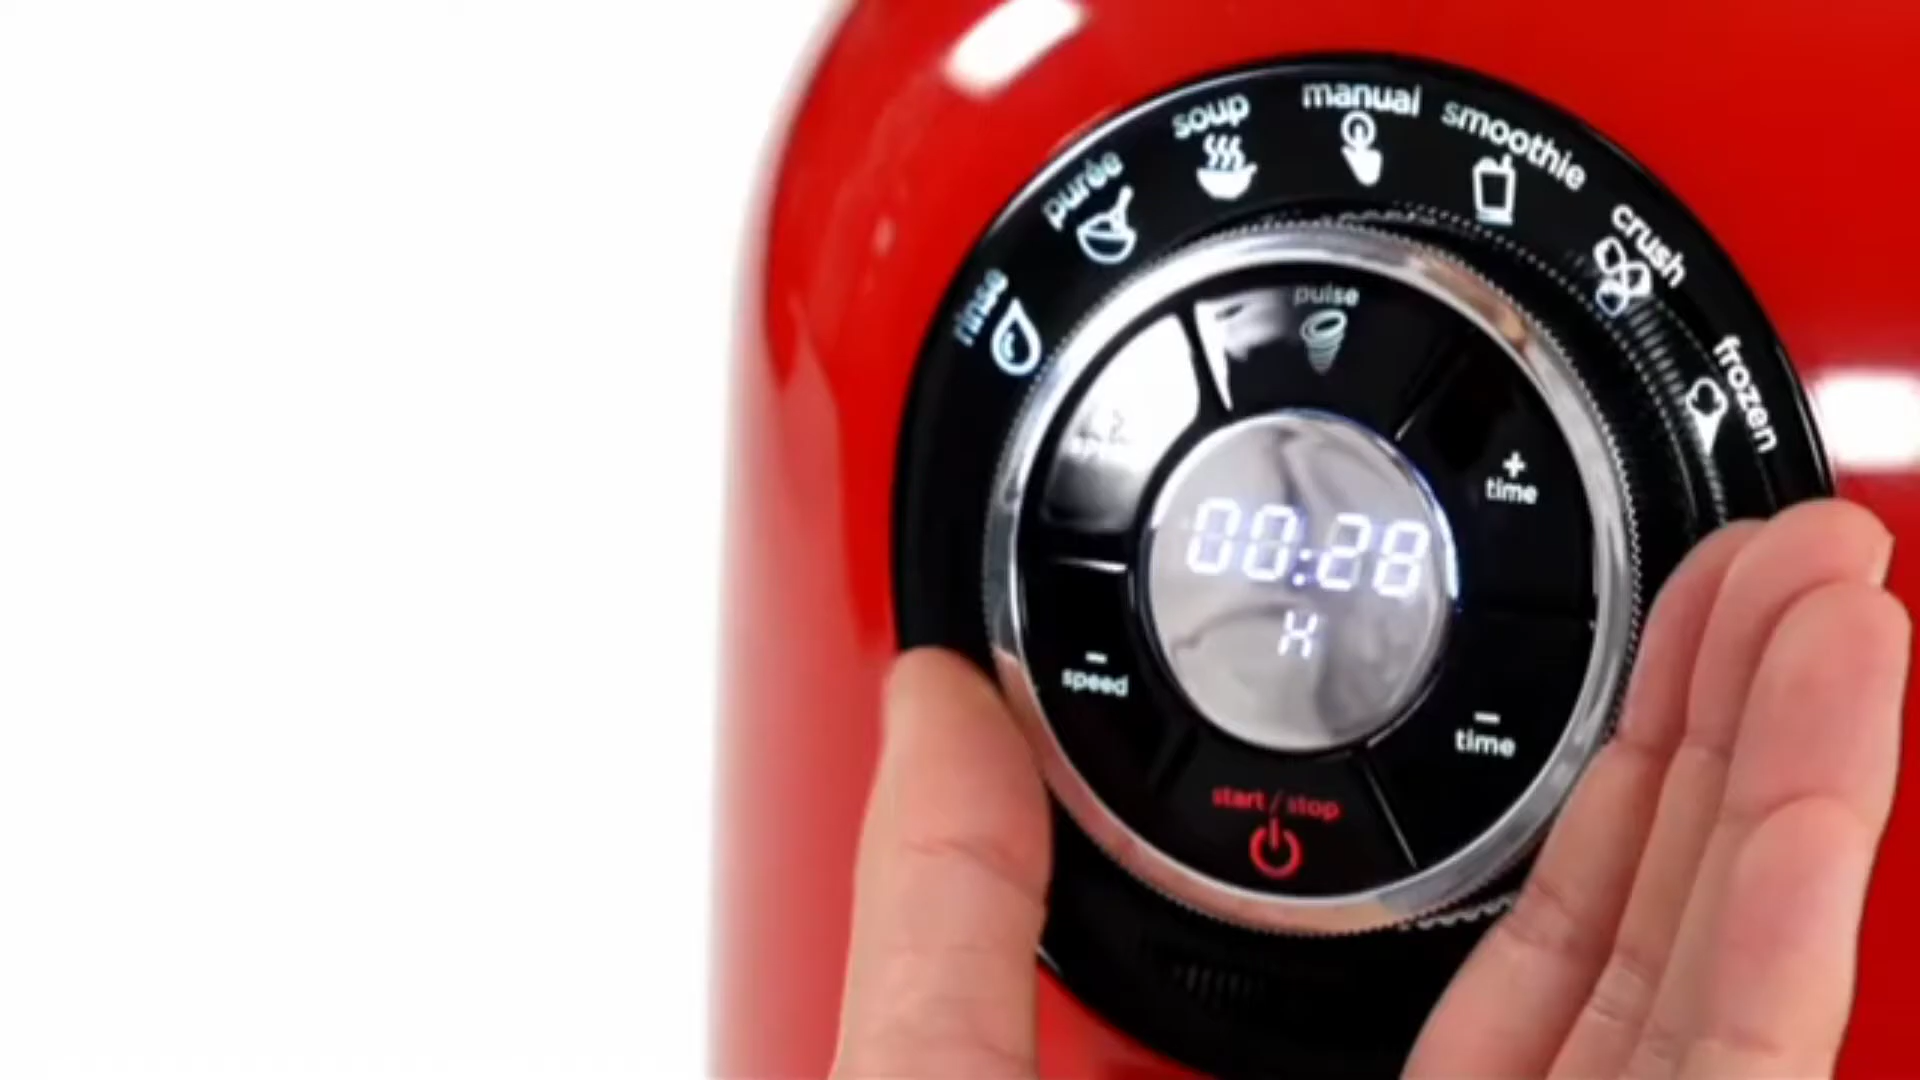 rinse
purée
soup
manual
smoothie
crush
frozen
pulse
+
time
00:28
H
−
speed
−
time
start / stop